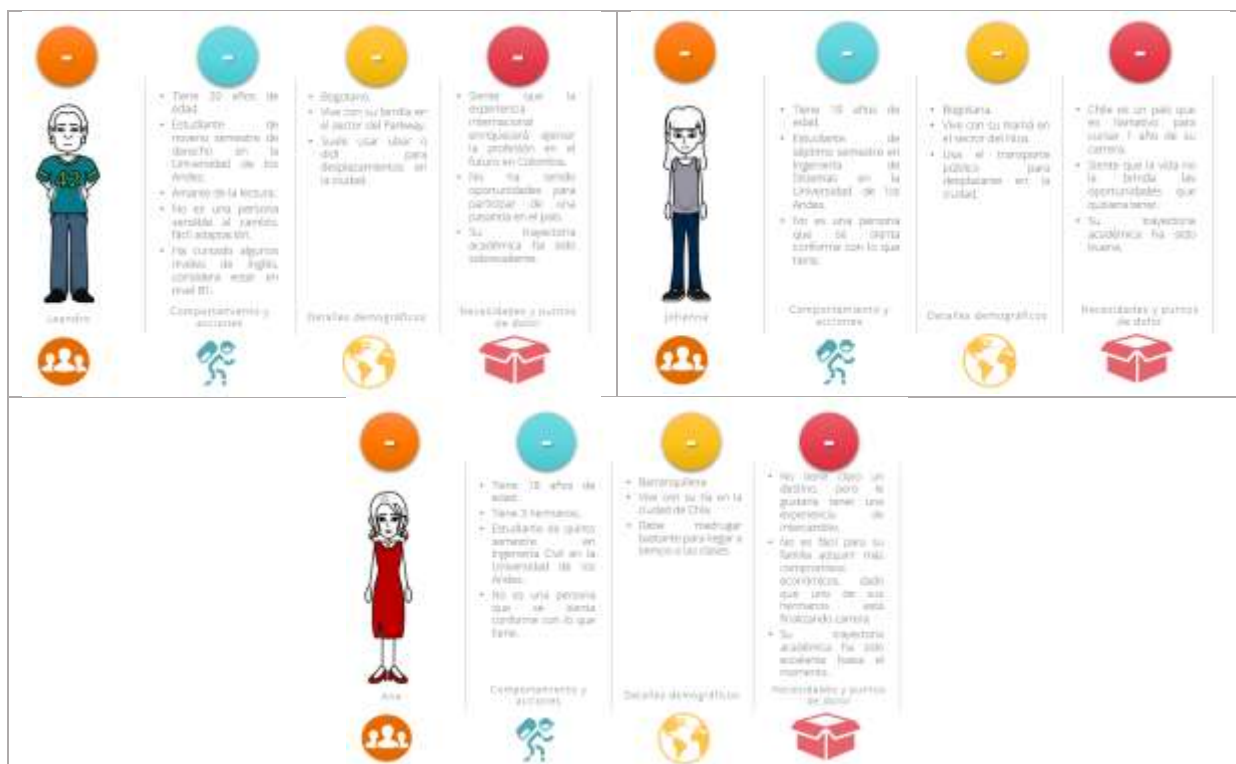 • Tiene 20 años de
edad.
• Estudiante de
noveno semestre de
derecho en la
Universidad de los
Andes.
• Amante de la lectura.
• No es una persona
sensible al cambio,
fácil adaptación.
• Ha cursado algunos
niveles de inglés,
considera estar en
nivel B1.
Comportamiento y
acciones
• Bogotano.
• Vive con su familia en
el sector del Parkway.
• Suele usar uber o
didi para
desplazamientos en
la ciudad.
Detalles demográficos
• Siente que la
experiencia
internacional
enriquecerá ejercer
la profesión en el
futuro en Colombia.
• No ha tenido
oportunidades para
participar de una
pasantía en el país.
• Su trayectoria
académica ha sido
sobresaliente.
Necesidades y puntos
de dolor
42
Leandro
• Tiene 19 años de
edad.
• Estudiante de
séptimo semestre en
Ingeniería de
Sistemas en la
Universidad de los
Andes.
• No es una persona
que se sienta
conforme con lo que
tiene.
Comportamiento y
acciones
• Bogotana.
• Vive con su mamá en
el sector del
• Usa el transporte
público para
desplazarse en la
ciudad.
Detalles demográficos
• Chile es un país que
es llamativo para
cursar 1 año de su
carrera.
• Siente que la vida no
le brinda las
oportunidades que
quisiera tener.
• Su trayectoria
académica ha sido
buena.
Necesidades y puntos
de dolor
Johanna
• Tiene 18 años de
edad.
• Tiene 3 hermanos.
• Estudiante de quinto
semestre en
Ingeniería Civil en la
Universidad de los
Andes.
• No es una persona
que se sienta
conforme con lo que
tiene.
Comportamiento y
acciones
• Barranquillera
• Vive con su tía en la
ciudad de Chía.
• Debe madrugar
bastante para llegar a
tiempo a las clases.
Detalles demográficos
• No tiene claro un
destino, pero le
gustaría tener una
experiencia de
intercambio.
• No es fácil para su
familia adquirir más
compromisos
económicos, dado
que uno de sus
hermanos está
finalizando carrera.
• Su trayectoria
académica ha sido
excelente hasta el
momento.
Necesidades y puntos
de dolor
Ana